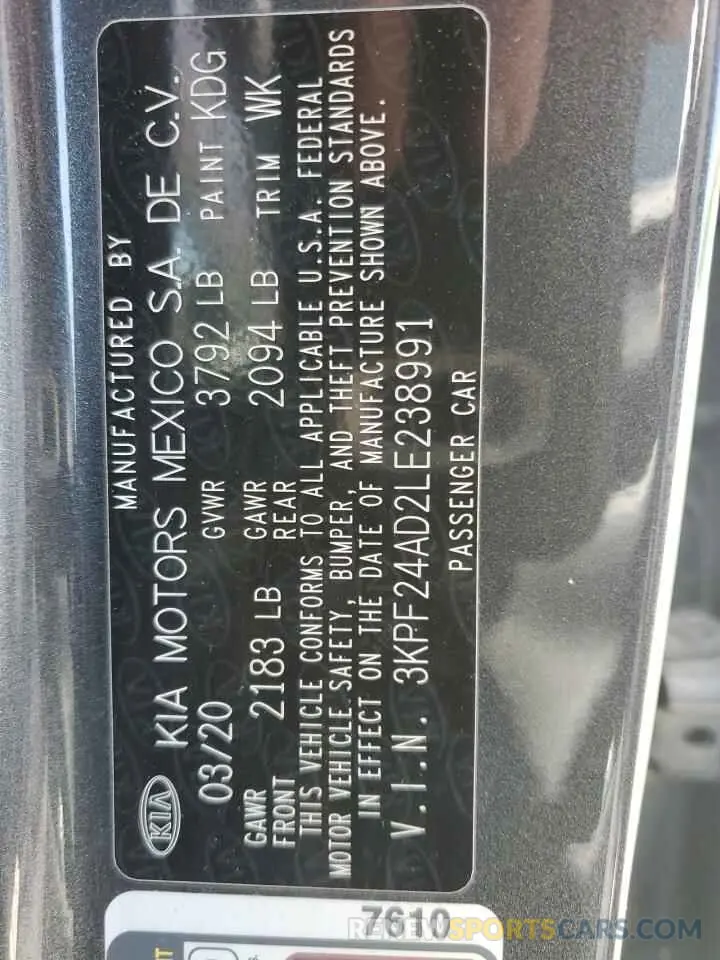 MANUFACTURED BY
KIA KIA MOTORS MEXICO S.A. DE C.V.
03/20 GVWR 3792 LB PAINT KDG
GAWR FRONT 2183 LB GAWR REAR 2094 LB TRIM WK
THIS VEHICLE CONFORMS TO ALL APPLICABLE U.S.A. FEDERAL
MOTOR VEHICLE SAFETY, BUMPER, AND THEFT PREVENTION STANDARDS
IN EFFECT ON THE DATE OF MANUFACTURE SHOWN ABOVE.
V.I.N. 3KPF24AD2LE238991
PASSENGER CAR
7610
RENEWSPORTSCARS.COM